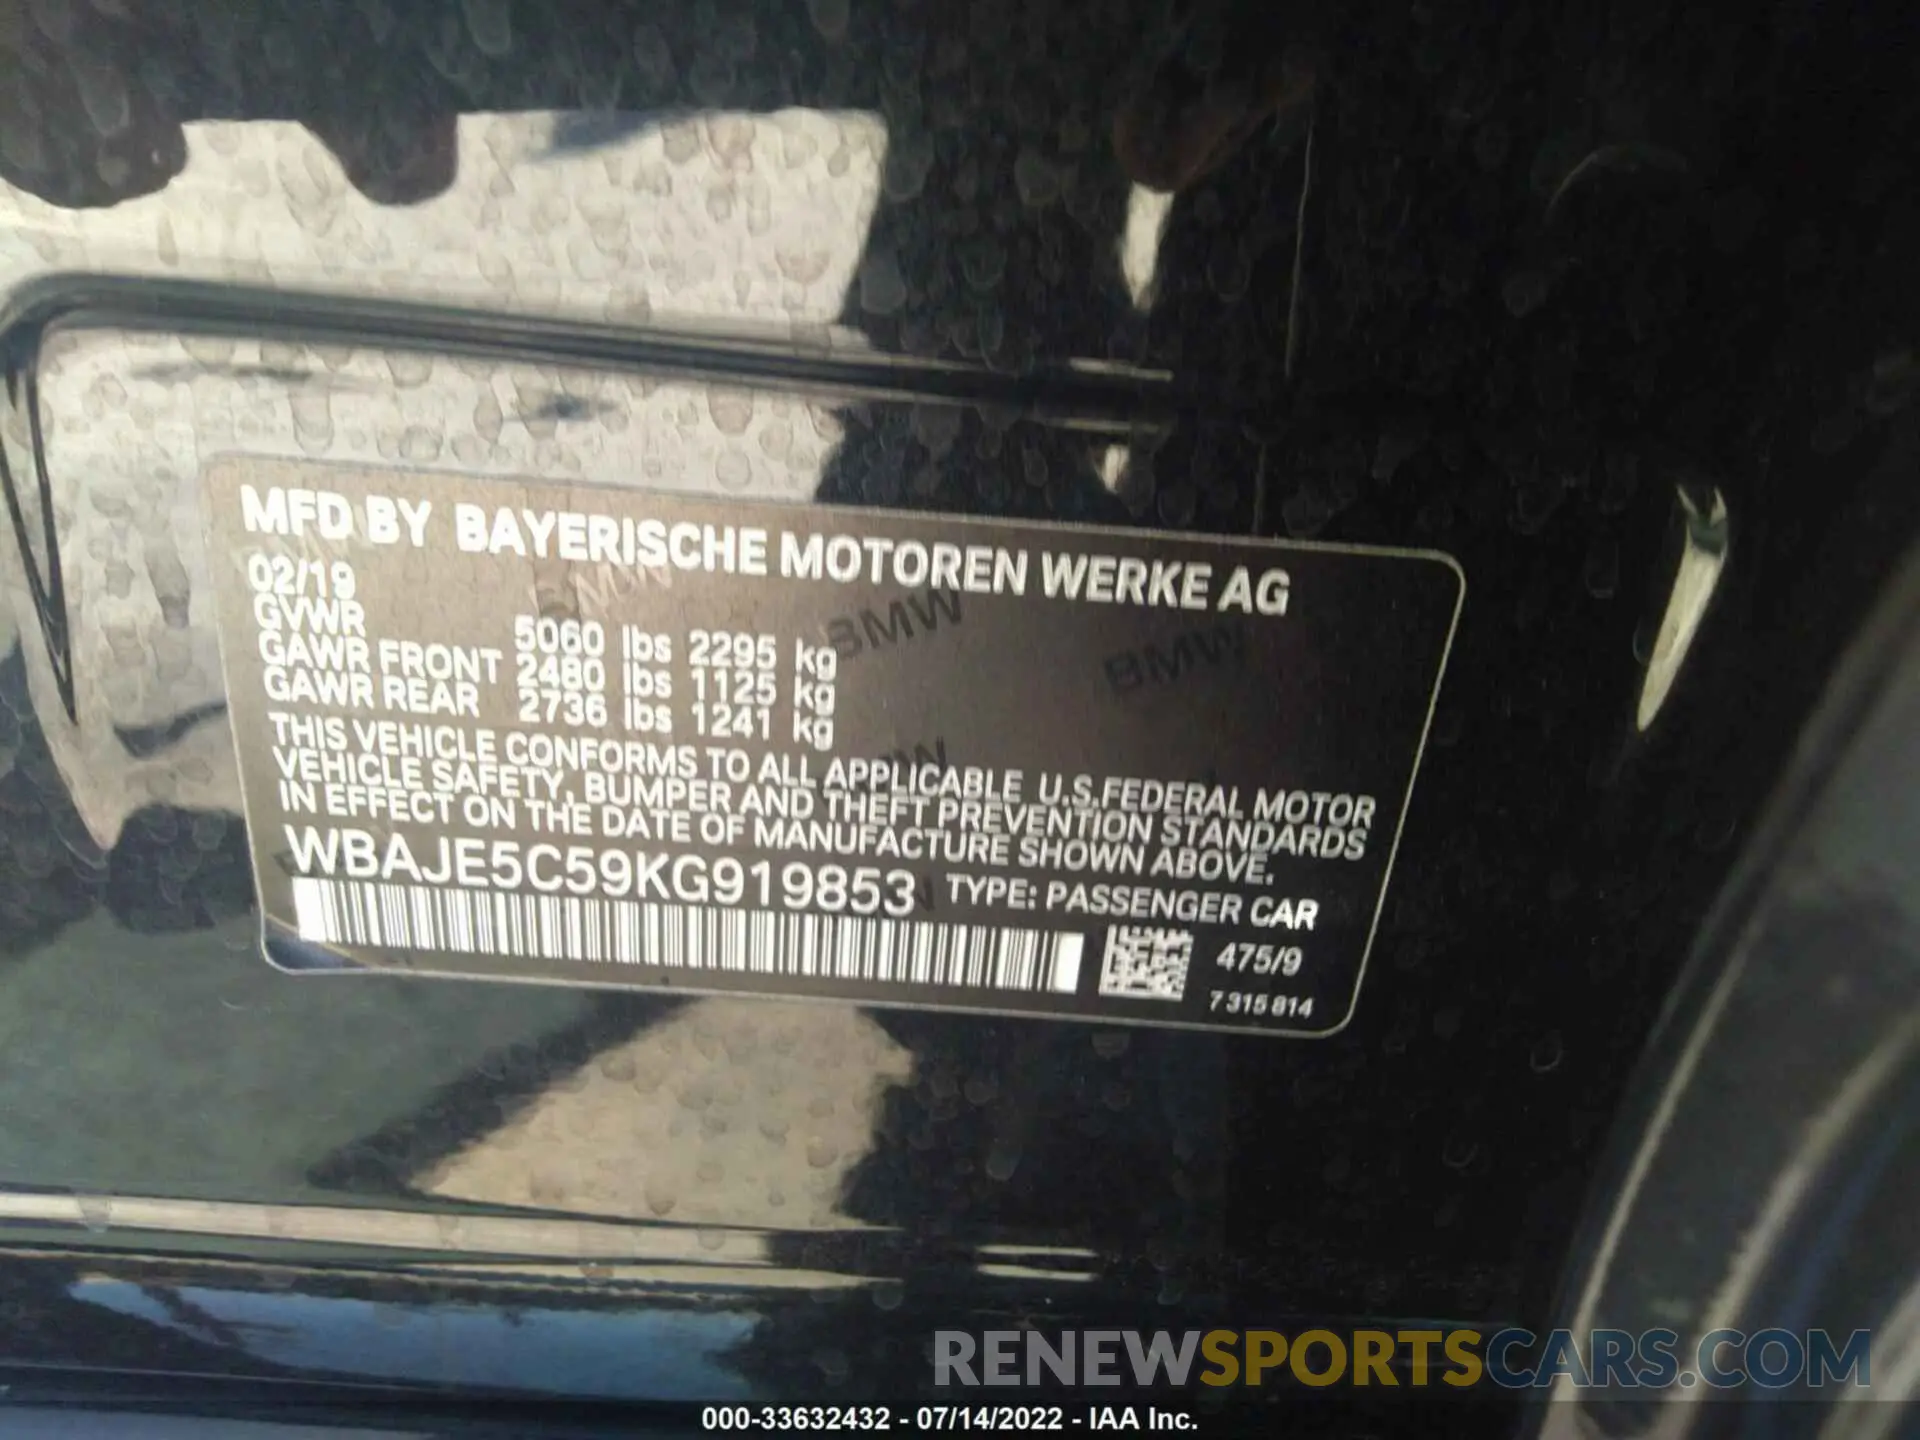 MFD BY BAYERISCHE MOTOREN WERKE AG
02/19
GVWR 5060 lbs 2295 kg
GAWR FRONT 2480 lbs 1125 kg
GAWR REAR 2736 lbs 1241 kg
THIS VEHICLE CONFORMS TO ALL APPLICABLE U.S.FEDERAL MOTOR
VEHICLE SAFETY, BUMPER AND THEFT PREVENTION STANDARDS
IN EFFECT ON THE DATE OF MANUFACTURE SHOWN ABOVE.
WBAJE5C59KG919853 TYPE: PASSENGER CAR
475/9
7 315 814
BMW
BMW
BMW
RENEWSPORTSCARS.COM
000-33632432 - 07/14/2022 - IAA Inc.